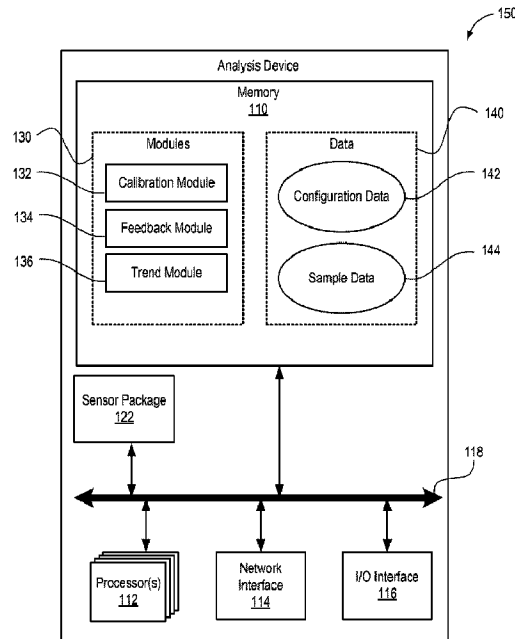 150
Analysis Device
Memory
110
130
Modules
Data
140
132
Calibration Module
Configuration Data
142
134
Feedback Module
136
Trend Module
Sample Data
144
Sensor Package
122
118
Processor(s)
112
Network
Interface
114
I/O Interface
116